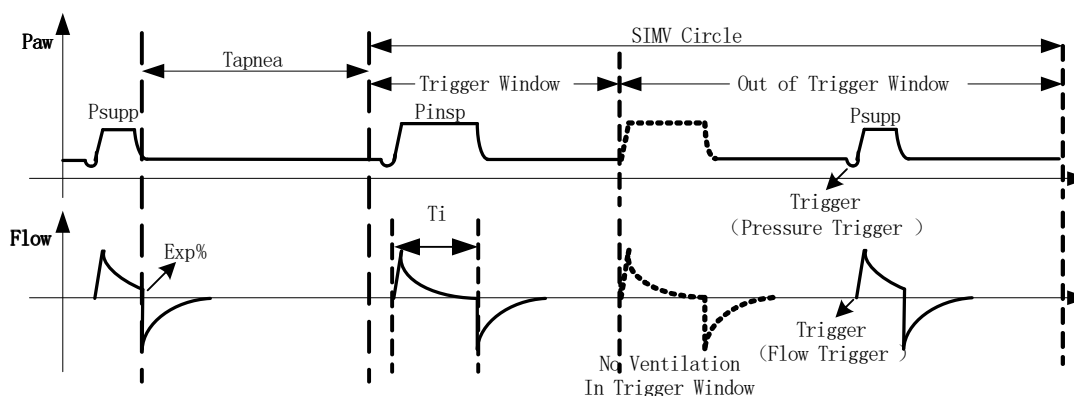 Paw
SIMV Circle
Tapnea
Trigger Window
Out of Trigger Window
Psupp
Pinsp
Psupp
Trigger
(Pressure Trigger )
Flow
Exp%
Ti
Trigger
(Flow Trigger )
No Ventilation
In Trigger Window